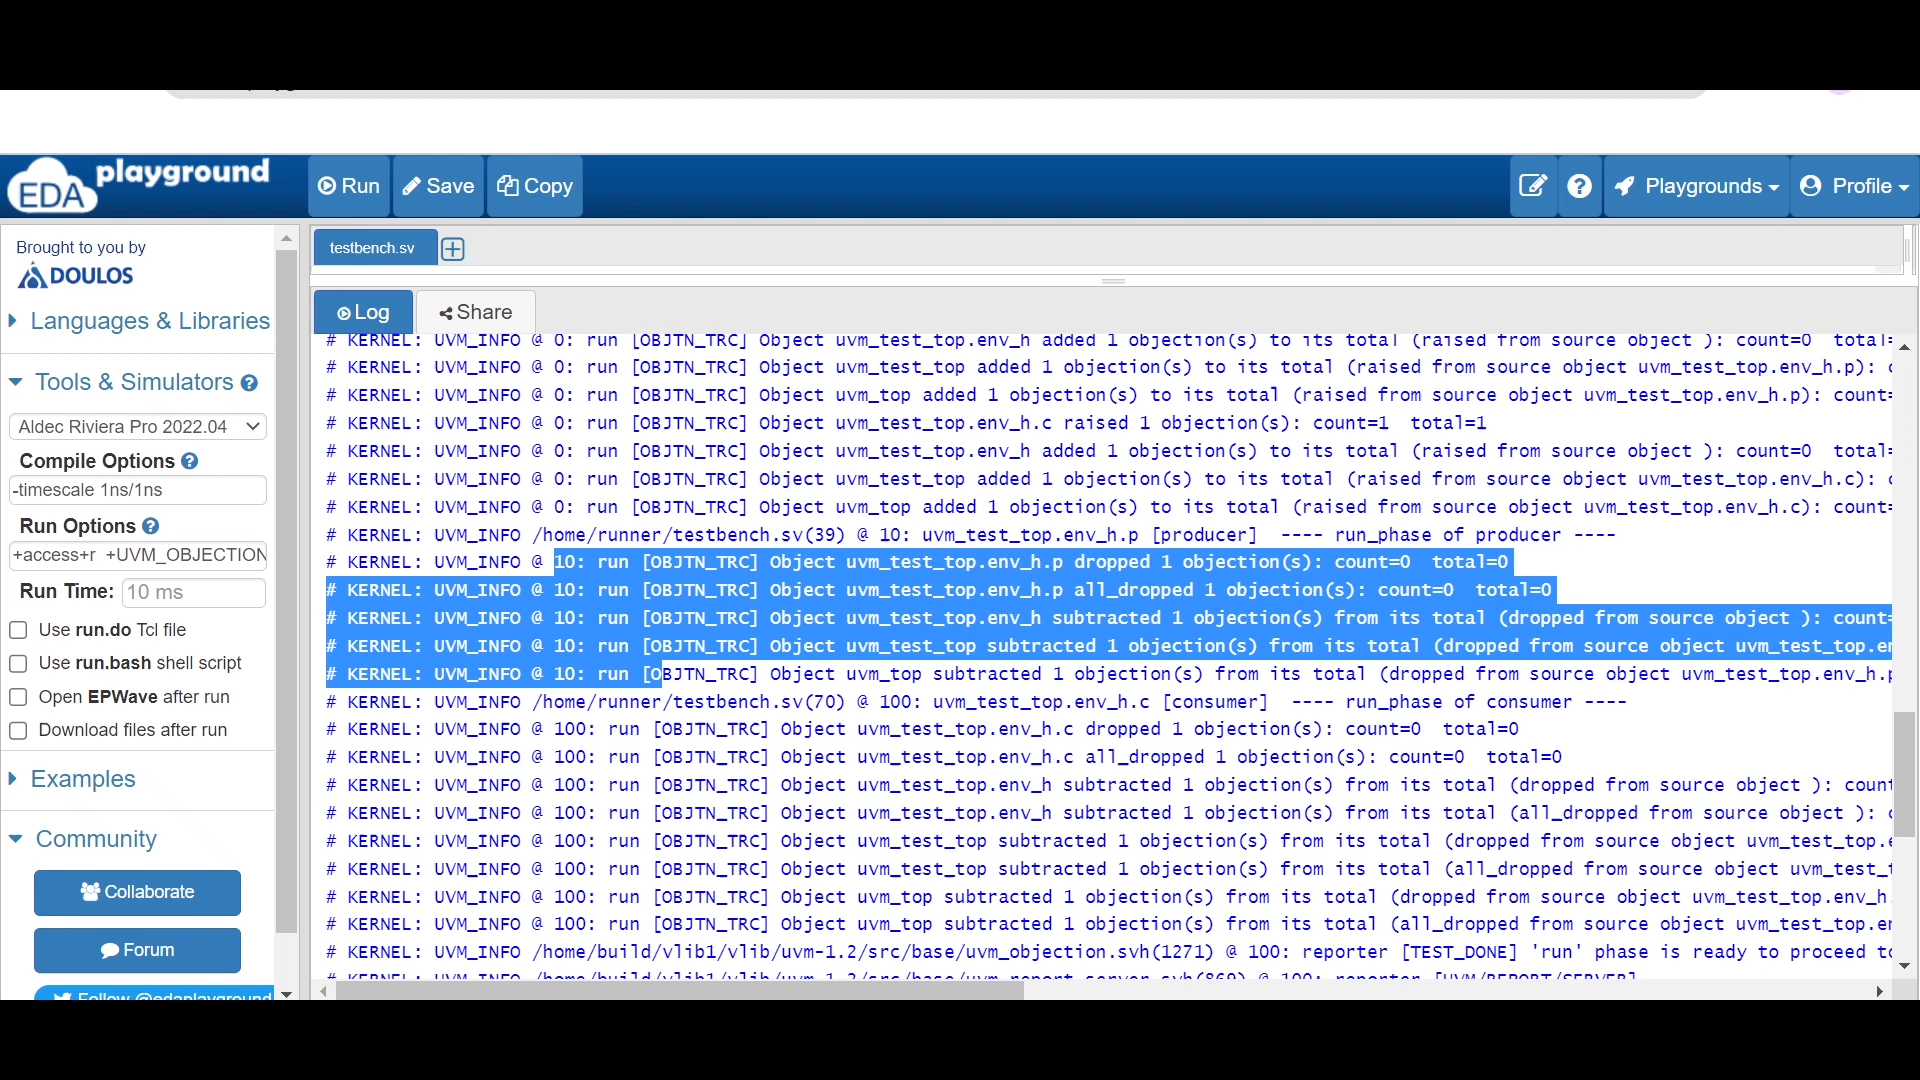 EDA playground
Run
Save
Copy
Playgrounds
Profile
Brought to you by
DOULOS
Languages & Libraries
Tools & Simulators
Aldec Riviera Pro 2022.04
Compile Options
-timescale 1ns/1ns
Run Options
+access+r +UVM_OBJECTION
Run Time: 10 ms
Use run.do Tcl file
Use run.bash shell script
Open EPWave after run
Download files after run
Examples
Community
Collaborate
Forum
Follow @edaplayground
testbench.sv
Log
Share
# KERNEL: UVM_INFO @ 0: run [OBJTN_TRC] Object uvm_test_top.env_h added 1 objection(s) to its total (raised from source object ): count=0 total=
# KERNEL: UVM_INFO @ 0: run [OBJTN_TRC] Object uvm_test_top added 1 objection(s) to its total (raised from source object uvm_test_top.env_h.p):
# KERNEL: UVM_INFO @ 0: run [OBJTN_TRC] Object uvm_top added 1 objection(s) to its total (raised from source object uvm_test_top.env_h.p): count=
# KERNEL: UVM_INFO @ 0: run [OBJTN_TRC] Object uvm_test_top.env_h.c raised 1 objection(s): count=1 total=1
# KERNEL: UVM_INFO @ 0: run [OBJTN_TRC] Object uvm_test_top.env_h added 1 objection(s) to its total (raised from source object ): count=0 total=
# KERNEL: UVM_INFO @ 0: run [OBJTN_TRC] Object uvm_test_top added 1 objection(s) to its total (raised from source object uvm_test_top.env_h.c):
# KERNEL: UVM_INFO @ 0: run [OBJTN_TRC] Object uvm_top added 1 objection(s) to its total (raised from source object uvm_test_top.env_h.c): count=
# KERNEL: UVM_INFO /home/runner/testbench.sv(39) @ 10: uvm_test_top.env_h.p [producer] ---- run_phase of producer ----
# KERNEL: UVM_INFO @ 10: run [OBJTN_TRC] Object uvm_test_top.env_h.p dropped 1 objection(s): count=0 total=0
# KERNEL: UVM_INFO @ 10: run [OBJTN_TRC] Object uvm_test_top.env_h.p all_dropped 1 objection(s): count=0 total=0
# KERNEL: UVM_INFO @ 10: run [OBJTN_TRC] Object uvm_test_top.env_h subtracted 1 objection(s) from its total (dropped from source object ): count=
# KERNEL: UVM_INFO @ 10: run [OBJTN_TRC] Object uvm_test_top subtracted 1 objection(s) from its total (dropped from source object uvm_test_top.en
# KERNEL: UVM_INFO @ 10: run [OBJTN_TRC] Object uvm_top subtracted 1 objection(s) from its total (dropped from source object uvm_test_top.env_h.p
# KERNEL: UVM_INFO /home/runner/testbench.sv(70) @ 100: uvm_test_top.env_h.c [consumer] ---- run_phase of consumer ----
# KERNEL: UVM_INFO @ 100: run [OBJTN_TRC] Object uvm_test_top.env_h.c dropped 1 objection(s): count=0 total=0
# KERNEL: UVM_INFO @ 100: run [OBJTN_TRC] Object uvm_test_top.env_h.c all_dropped 1 objection(s): count=0 total=0
# KERNEL: UVM_INFO @ 100: run [OBJTN_TRC] Object uvm_test_top.env_h subtracted 1 objection(s) from its total (dropped from source object ): count
# KERNEL: UVM_INFO @ 100: run [OBJTN_TRC] Object uvm_test_top.env_h subtracted 1 objection(s) from its total (all_dropped from source object ):
# KERNEL: UVM_INFO @ 100: run [OBJTN_TRC] Object uvm_test_top subtracted 1 objection(s) from its total (dropped from source object uvm_test_top.e
# KERNEL: UVM_INFO @ 100: run [OBJTN_TRC] Object uvm_test_top subtracted 1 objection(s) from its total (all_dropped from source object uvm_test_t
# KERNEL: UVM_INFO @ 100: run [OBJTN_TRC] Object uvm_top subtracted 1 objection(s) from its total (dropped from source object uvm_test_top.env_h
# KERNEL: UVM_INFO @ 100: run [OBJTN_TRC] Object uvm_top subtracted 1 objection(s) from its total (all_dropped from source object uvm_test_top.en
# KERNEL: UVM_INFO /home/build/vlib1/vlib/uvm-1.2/src/base/uvm_objection.svh(1271) @ 100: reporter [TEST_DONE] 'run' phase is ready to proceed to
# KERNEL: UVM_INFO /home/build/vlib1/vlib/uvm-1.2/src/base/uvm_report_server.svh(869) @ 100: reporter [UVM/REPORT/SERVER]